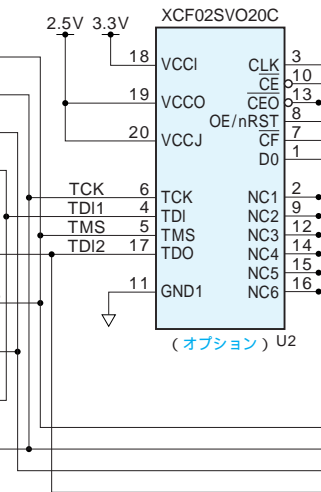 XCF02SVO20C
2.5V 3.3V
18 VCCI
19 VCCO
20 VCCJ
CLK 3
CE 10
CEO 13
OE/nRST 8
CF 7
D0 1
TCK 6 TCK
TDI1 4 TDI
TMS 5 TMS
TDI2 17 TDO
11 GND1
NC1 2
NC2 9
NC3 12
NC4 14
NC5 15
NC6 16
(オプション) U2